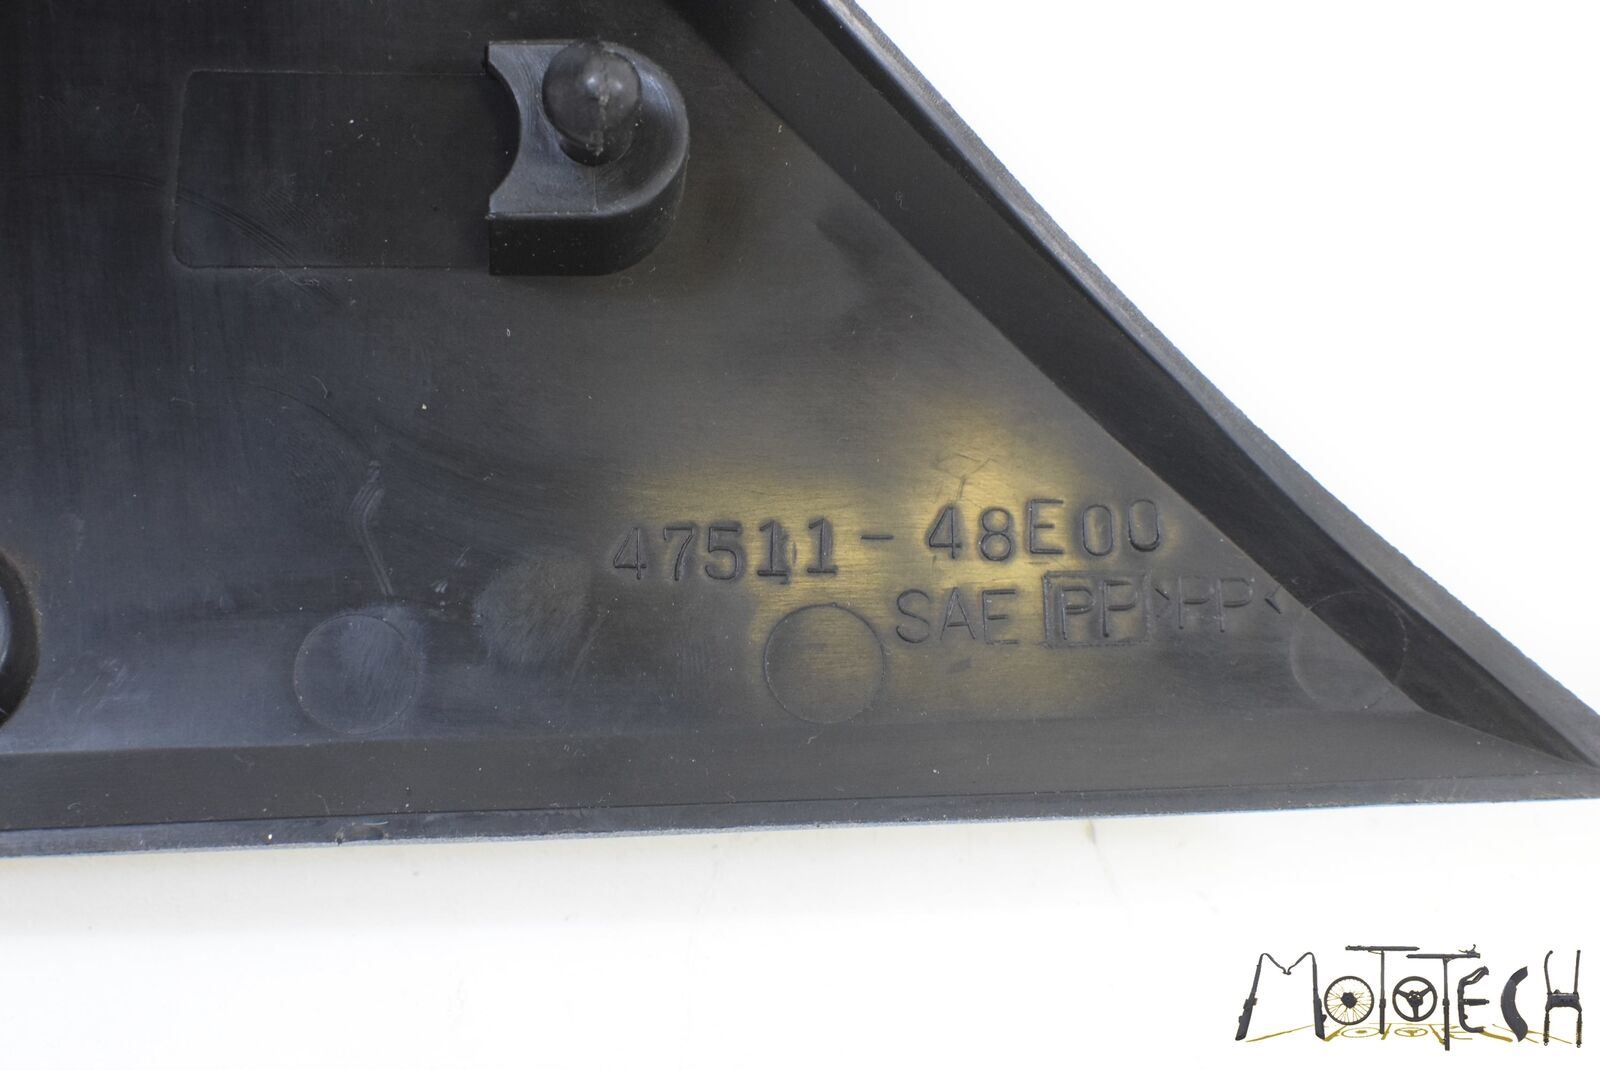 47511-48E00
SAE PP >PP<
MOTOTECH